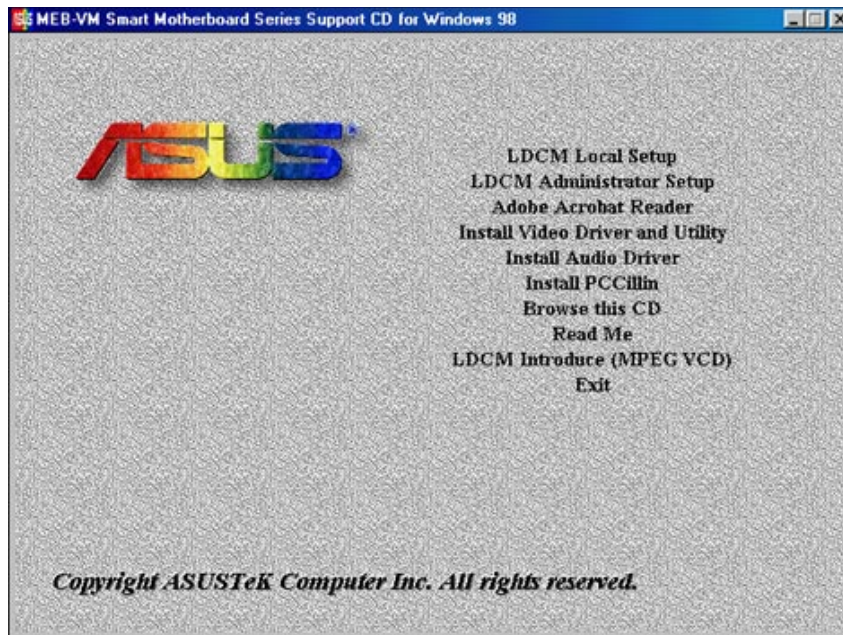 MEB-VM Smart Motherboard Series Support CD for Windows 98
ASUS
LDCM Local Setup
LDCM Administrator Setup
Adobe Acrobat Reader
Install Video Driver and Utility
Install Audio Driver
Install PCCillin
Browse this CD
Read Me
LDCM Introduce (MPEG VCD)
Exit
Copyright ASUSTeK Computer Inc. All rights reserved.